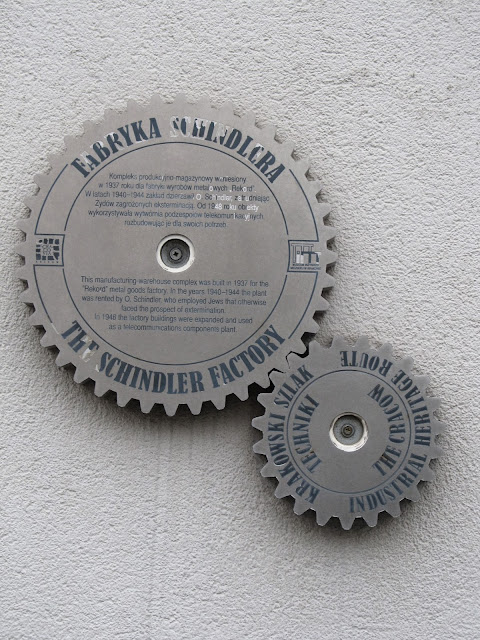 FABRYKA SCHINDLERA
Kompleks produkcyjno-magazynowy wzniesiony
w 1937 roku dla fabryki wyrobów metalowych "Rekord"
W latach 1940–1944 zakład dzierżawił O. Schindler zatrudniając
Żydów zagrożonych eksterminacją. Od 1948 roku obiekty
wykorzystywała wytwórnia podzespołów telekomunikacyjnych,
rozbudowując je dla swoich potrzeb
This manufacturing-warehouse complex was built in 1937 for the
"Rekord" metal goods factory. In the years 1940–1944 the plant
was rented by O. Schindler, who employed Jews that otherwise
faced the prospect of extermination.
In 1948 the factory buildings were expanded and used
as a telecommunications components plant
THE SCHINDLER FACTORY
KRAKOWSKI SZLAK
TECHNIKI
THE CRACOW
INDUSTRIAL HERITAGE ROUTE